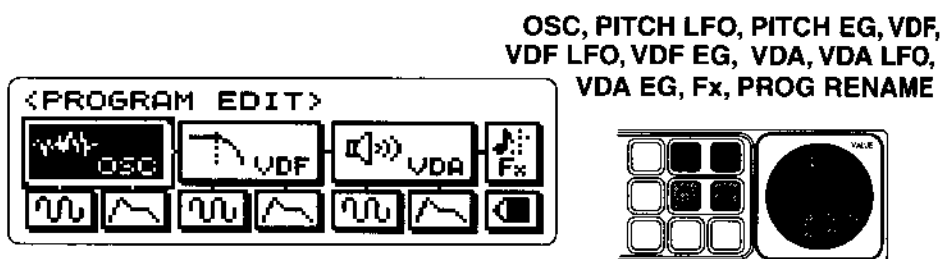 OSC, PITCH LFO, PITCH EG, VDF,
VDF LFO, VDF EG, VDA, VDA LFO,
VDA EG, Fx, PROG RENAME
<PROGRAM EDIT>
OSC
VDF
VDA
Fx
VALUE